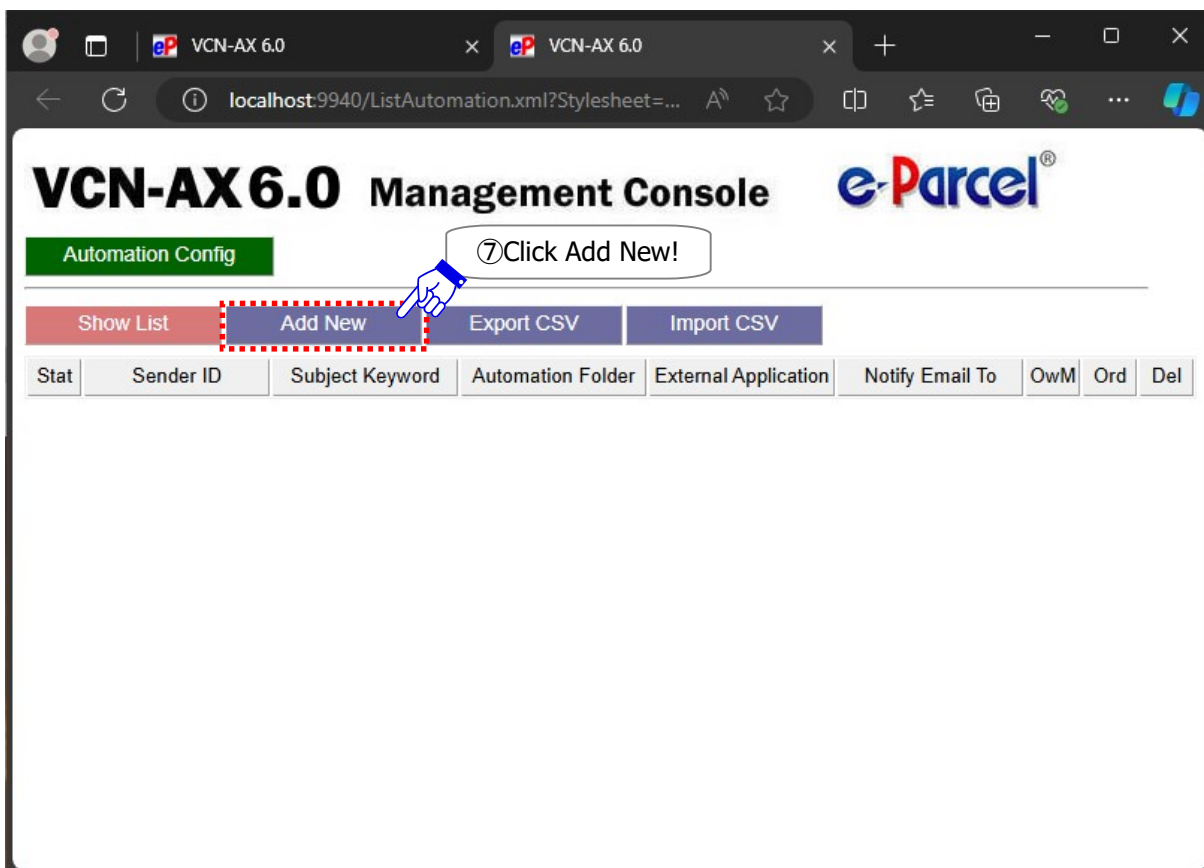 VCN-AX 6.0
VCN-AX 6.0
localhost:9940/ListAutomation.xml?Stylesheet=...
VCN-AX 6.0 Management Console e-Parcel®
Automation Config
⑦Click Add New!
Show List Add New Export CSV Import CSV
Stat Sender ID Subject Keyword Automation Folder External Application Notify Email To OwM Ord Del